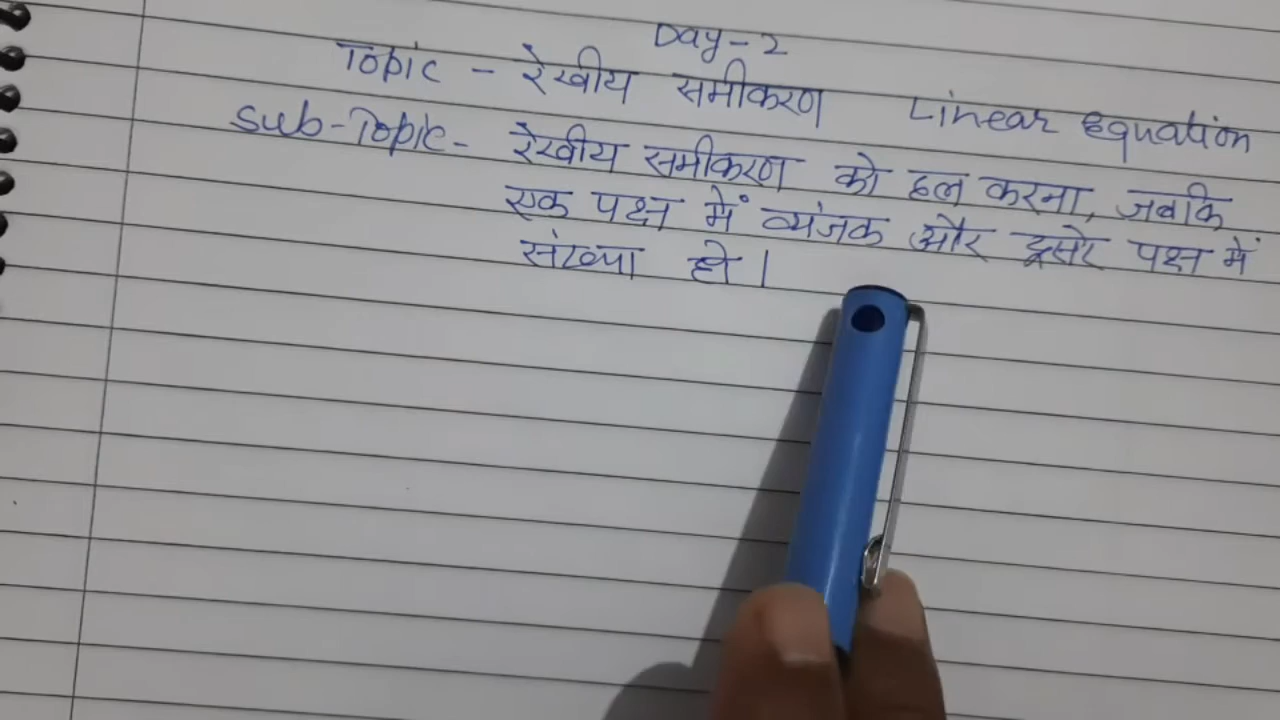 Day-2
Topic - रेखीय समीकरण Linear Equation
Sub-Topic- रेखीय समीकरण को हल करना, जबकि
एक पक्ष में व्यंजक और दूसरे पक्ष में
संख्या हो।